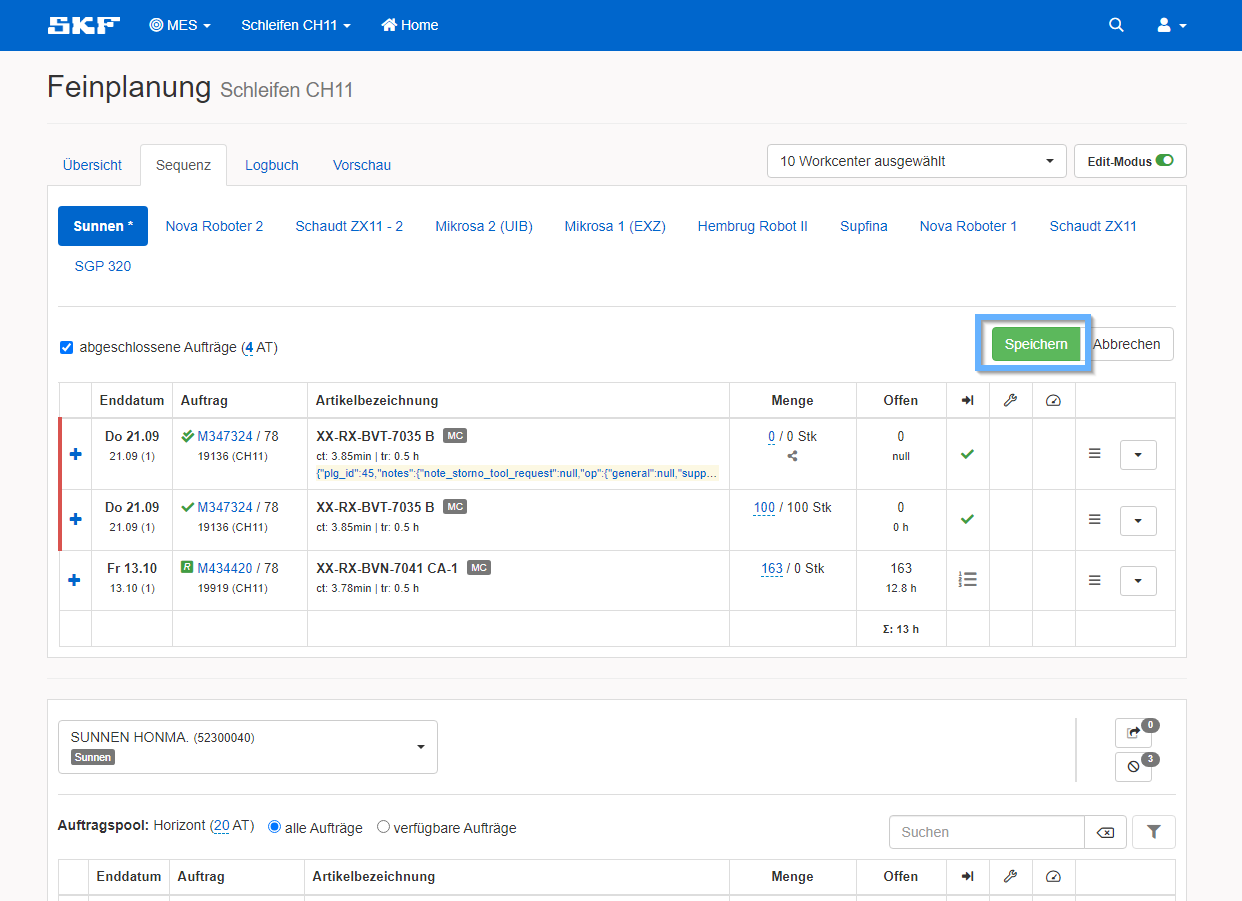 SKF MES Schleifen CH11 Home
Feinplanung Schleifen CH11
Übersicht Sequenz Logbuch Vorschau 10 Workcenter ausgewählt Edit-Modus
Sunnen * Nova Roboter 2 Schaudt ZX11 - 2 Mikrosa 2 (UIB) Mikrosa 1 (EXZ) Hembrug Robot II Supfina Nova Roboter 1 Schaudt ZX11
SGP 320
abgeschlossene Aufträge (4 AT) Speichern Abbrechen
Enddatum Auftrag Artikelbezeichnung Menge Offen
Do 21.09 M347324 / 78 XX-RX-BVT-7035 B MC 0 / 0 Stk 0
21.09 (1) 19136 (CH11) ct: 3.85min | tr: 0.5 h null
{"plg_id":45,"notes":{"note_storno_tool_request":null,"op":{"general":null,"supp...
Do 21.09 M347324 / 78 XX-RX-BVT-7035 B MC 100 / 100 Stk 0
21.09 (1) 19136 (CH11) ct: 3.85min | tr: 0.5 h 0 h
Fr 13.10 R M434420 / 78 XX-RX-BVN-7041 CA-1 MC 163 / 0 Stk 163
13.10 (1) 19919 (CH11) ct: 3.78min | tr: 0.5 h 12.8 h
Σ: 13 h
SUNNEN HONMA. (52300040) 0
Sunnen 3
Auftragspool: Horizont (20 AT) alle Aufträge verfügbare Aufträge Suchen
Enddatum Auftrag Artikelbezeichnung Menge Offen